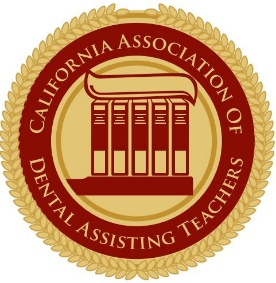 CALIFORNIA ASSOCIATION OF
DENTAL ASSISTING TEACHERS